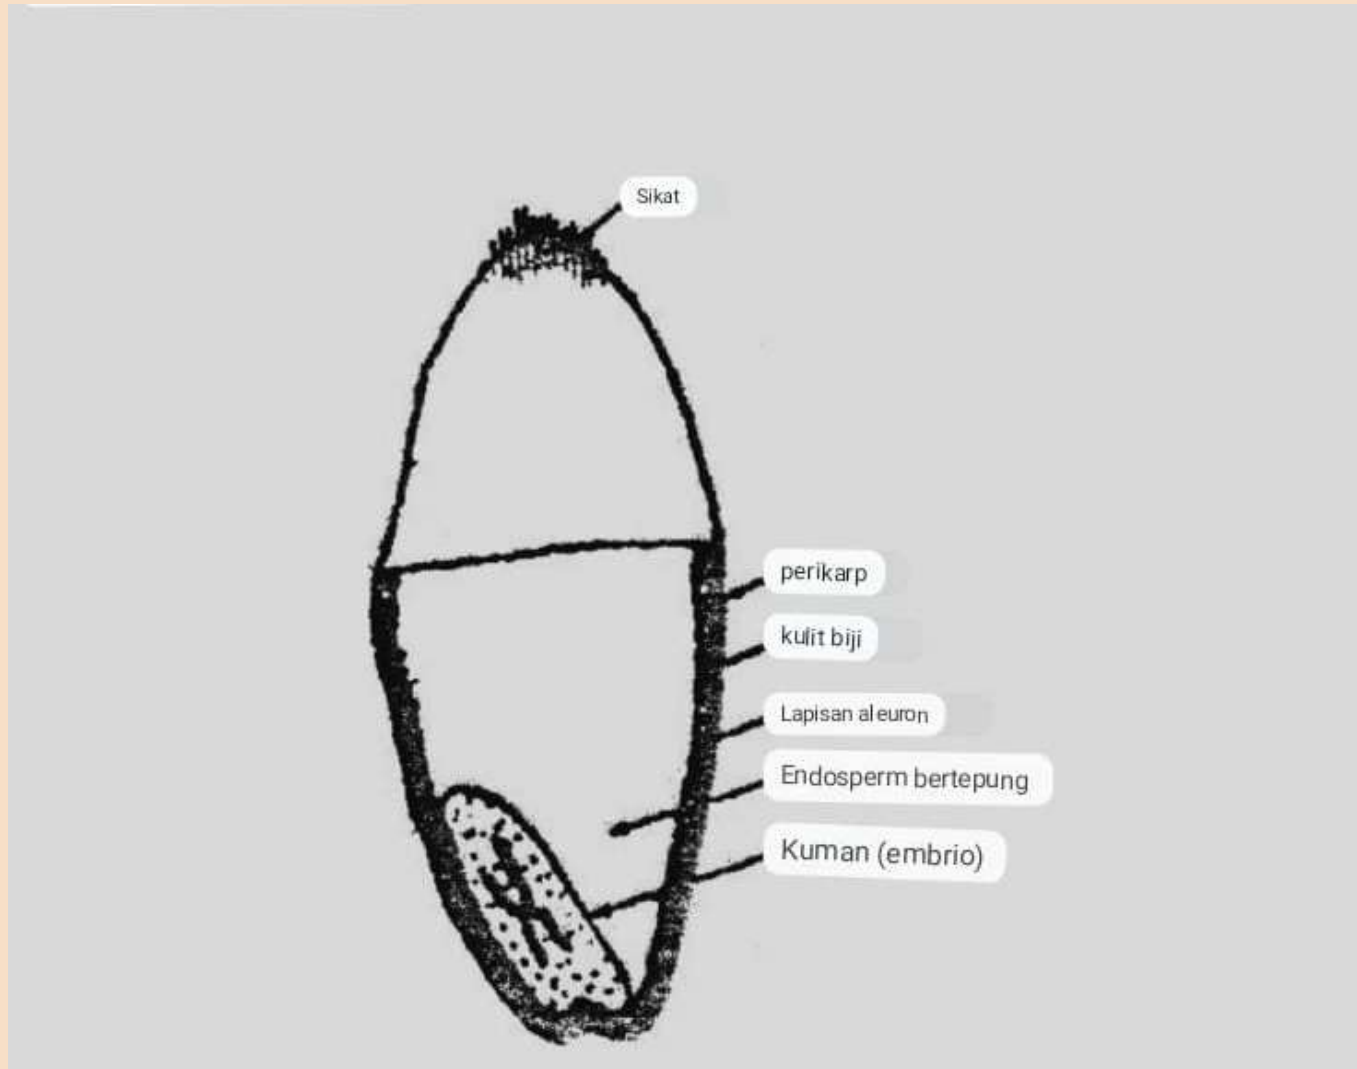 Sikat
perikarp
kulit biji
Lapisan aleuron
Endosperm bertepung
Kuman (embrio)